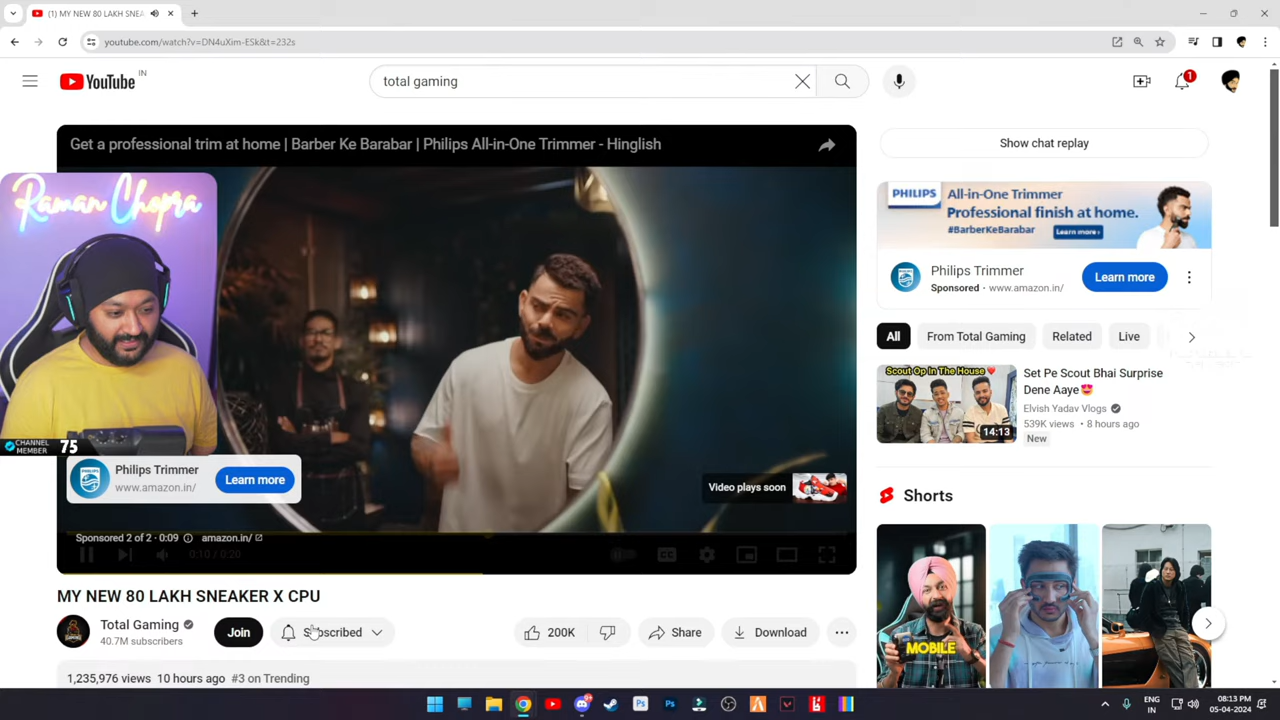 (1) MY NEW 80 LAKH SNEA
youtube.com/watch?v=DN4uXim-ESk&t=232s
YouTube IN
total gaming
1
Get a professional trim at home | Barber Ke Barabar | Philips All-in-One Trimmer - Hinglish
Show chat replay
Raman Chopra
PHILIPS
All-in-One Trimmer
Professional finish at home.
#BarberKeBarabar
Learn more ›
Philips Trimmer
Sponsored · www.amazon.in/
Learn more
All
From Total Gaming
Related
Live
Scout Op In The House
14:13
Set Pe Scout Bhai Surprise
Dene Aaye😍
Elvish Yadav Vlogs
539K views • 8 hours ago
New
CHANNEL
MEMBER
75
Philips Trimmer
www.amazon.in/
Learn more
Video plays soon
Sponsored 2 of 2 · 0:09
amazon.in/
0:10 / 0:20
CC
Shorts
MOBILE
MY NEW 80 LAKH SNEAKER X CPU
Total Gaming
40.7M subscribers
Join
Subscribed
200K
Share
Download
1,235,976 views 10 hours ago #3 on Trending
ENG
IN
08:13 PM
05-04-2024